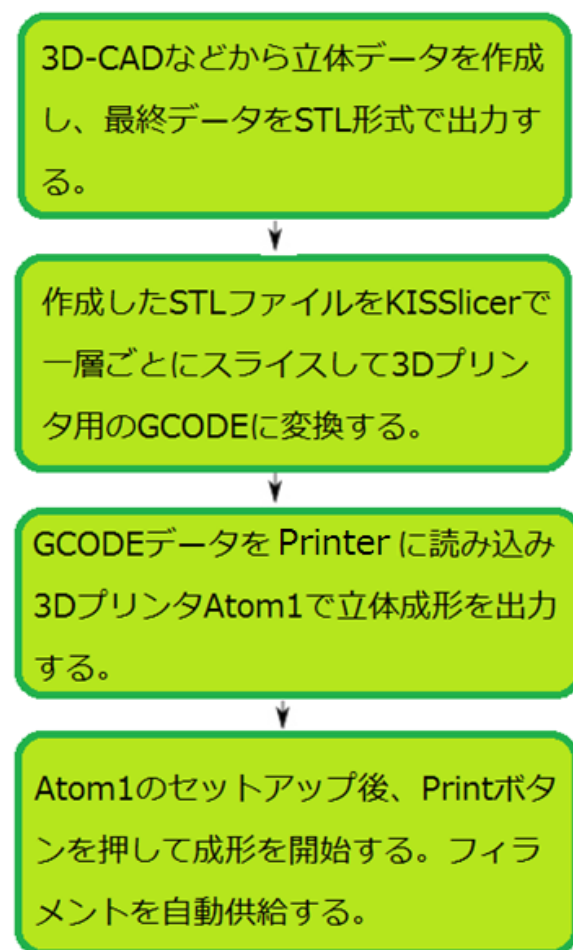 3D-CADなどから立体データを作成
し、最終データをSTL形式で出力す
る。
作成したSTLファイルをKISSlicerで
一層ごとにスライスして3Dプリン
タ用のGCODEに変換する。
GCODEデータを Printer に読み込み
3DプリンタAtom1で立体成形を出力
する。
Atom1のセットアップ後、Printボタ
ンを押して成形を開始する。フィラ
メントを自動供給する。